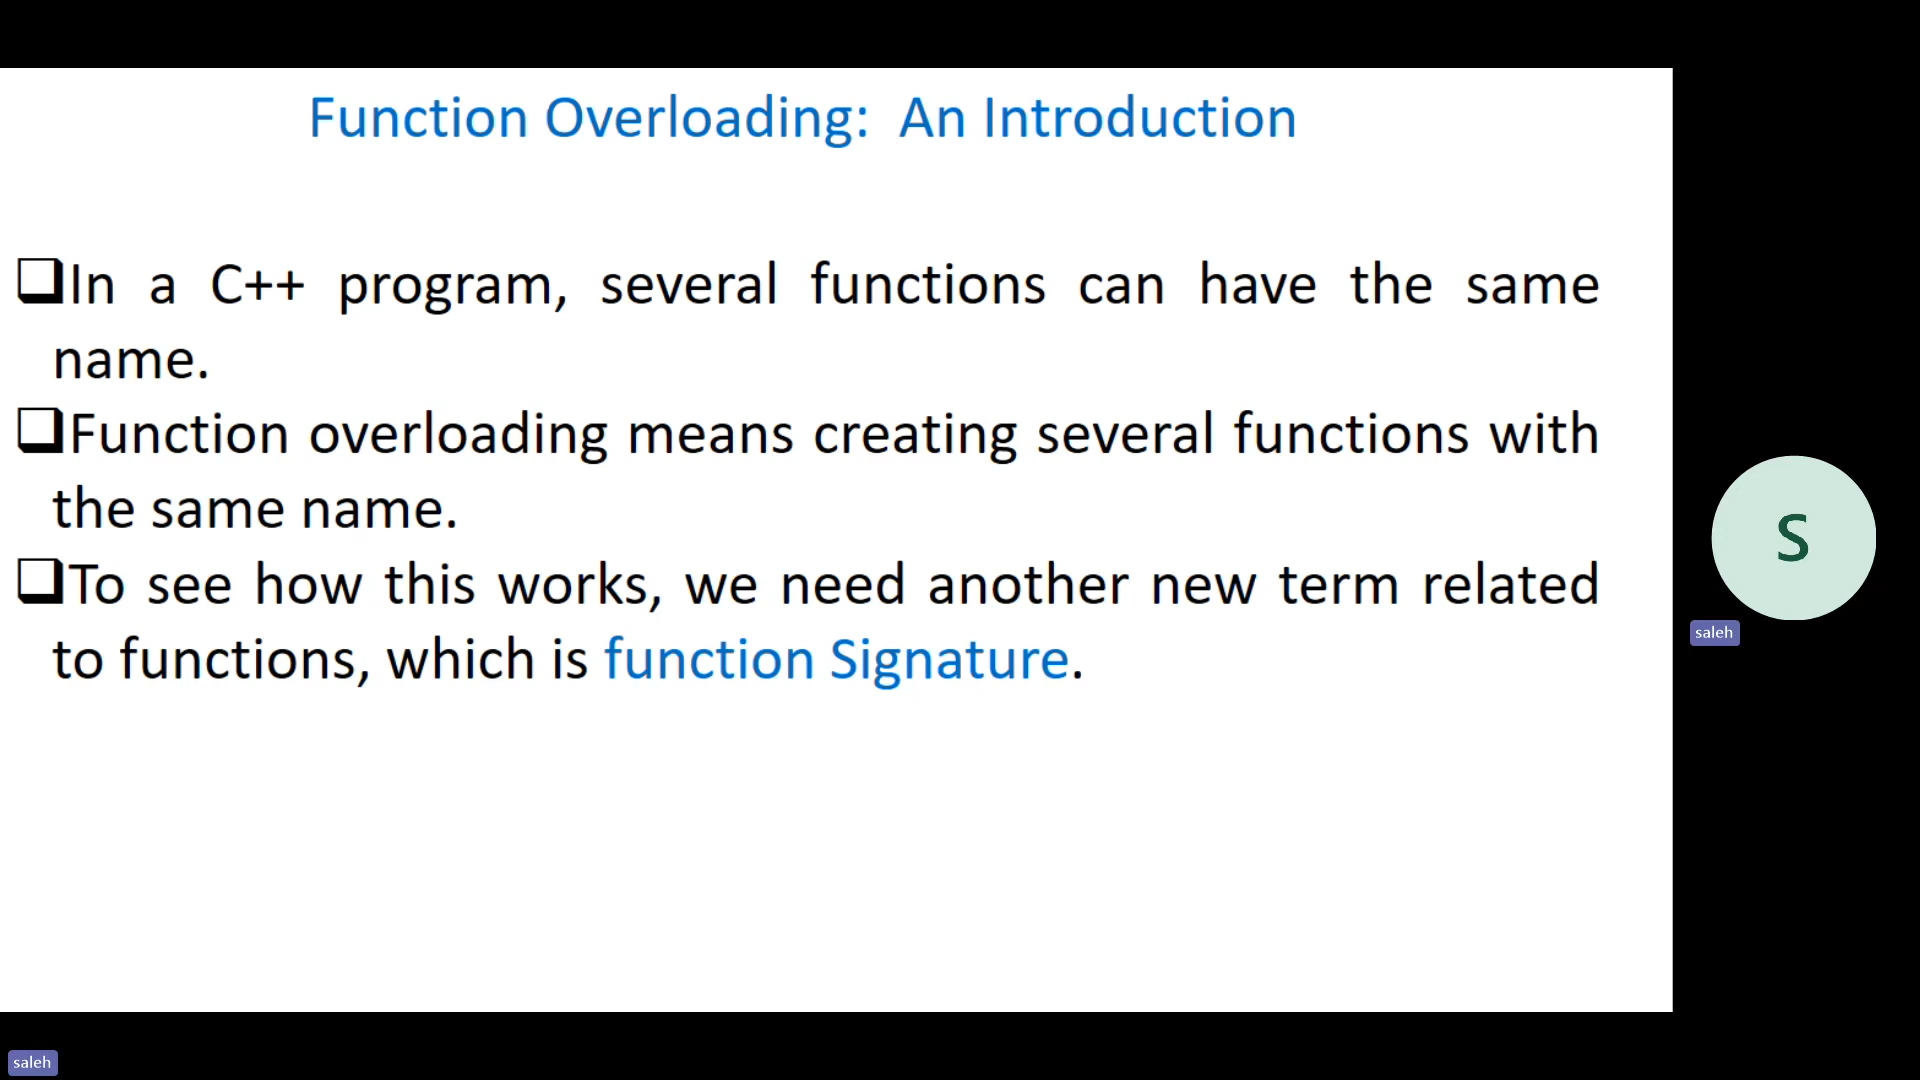 Function Overloading: An Introduction
In a C++ program, several functions can have the same
name.
Function overloading means creating several functions with
the same name.
To see how this works, we need another new term related
to functions, which is function Signature.
S
saleh
saleh